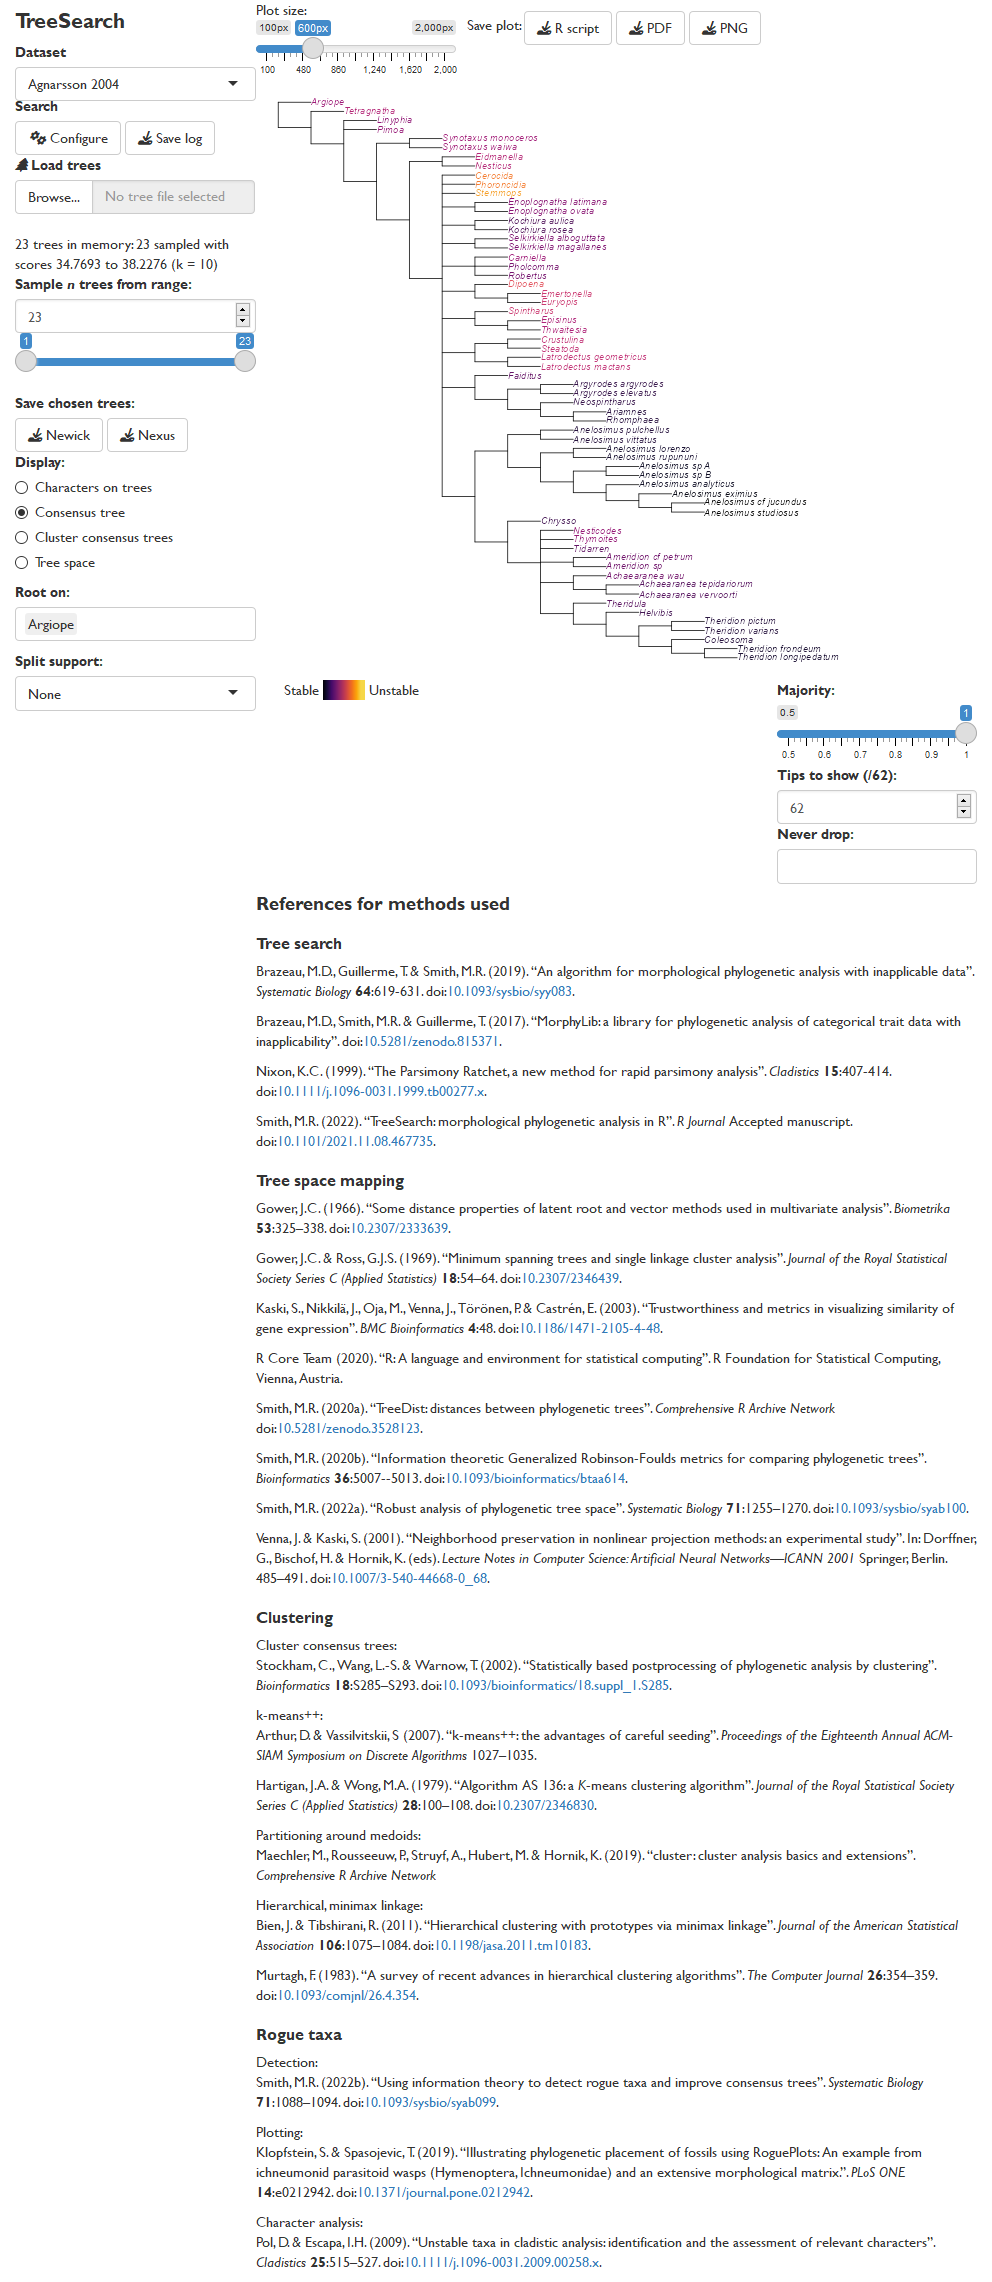 TreeSearch
Dataset
Agnarsson 2004
Search
Configure
Save log
Load trees
Browse...
No tree file selected
23 trees in memory: 23 sampled with
scores 34.7693 to 38.2276 (k = 10)
Sample n trees from range:
23
1
23
Save chosen trees:
Newick
Nexus
Display:
Characters on trees
Consensus tree
Cluster consensus trees
Tree space
Root on:
Argiope
Split support:
None
Plot size:
100px 600px 2,000px
100 480 860 1,240 1,620 2,000
Save plot:
R script
PDF
PNG
Argiope
Tetragnatha
Linyphia
Pimoa
Synotaxus monoceros
Synotaxus waiwa
Eidmanella
Nesticus
Cerocida
Phoroncidia
Stemmops
Enoplognatha latimana
Enoplognatha ovata
Kochiura aulica
Kochiura rosea
Selkirkiella alboguttata
Selkirkiella magallanes
Carniella
Pholcomma
Robertus
Dipoena
Emertonella
Euryopis
Spintharus
Episinus
Thwaitesia
Crustulina
Steatoda
Latrodectus geometricus
Latrodectus mactans
Faiditus
Argyrodes argyrodes
Argyrodes elevatus
Neospintharus
Ariamnes
Rhomphaea
Anelosimus pulchellus
Anelosimus vittatus
Anelosimus lorenzo
Anelosimus rupununi
Anelosimus sp A
Anelosimus sp B
Anelosimus analyticus
Anelosimus eximius
Anelosimus cf jucundus
Anelosimus studiosus
Chrysso
Nesticodes
Thymoites
Tidarren
Ameridion cf petrum
Ameridion sp
Achaearanea wau
Achaearanea tepidariorum
Achaearanea vervoorti
Theridula
Helvibis
Theridion pictum
Theridion varians
Coleosoma
Theridion frondeum
Theridion longipedatum
Stable
Unstable
Majority:
0.5 1
0.5 0.6 0.7 0.8 0.9 1
Tips to show (/62):
62
Never drop:
References for methods used
Tree search
Brazeau, M.D., Guillerme, T. & Smith, M.R. (2019). “An algorithm for morphological phylogenetic analysis with inapplicable data”.
Systematic Biology 64:619-631. doi:10.1093/sysbio/syy083.
Brazeau, M.D., Smith, M.R. & Guillerme, T. (2017). “MorphyLib: a library for phylogenetic analysis of categorical trait data with
inapplicability”. doi:10.5281/zenodo.815371.
Nixon, K.C. (1999). “The Parsimony Ratchet, a new method for rapid parsimony analysis”. Cladistics 15:407-414.
doi:10.1111/j.1096-0031.1999.tb00277.x.
Smith, M.R. (2022). “TreeSearch: morphological phylogenetic analysis in R”. R Journal Accepted manuscript.
doi:10.1101/2021.11.08.467735.
Tree space mapping
Gower, J.C. (1966). “Some distance properties of latent root and vector methods used in multivariate analysis”. Biometrika
53:325–338. doi:10.2307/2333639.
Gower, J.C. & Ross, G.J.S. (1969). “Minimum spanning trees and single linkage cluster analysis”. Journal of the Royal Statistical
Society Series C (Applied Statistics) 18:54–64. doi:10.2307/2346439.
Kaski, S., Nikkilä, J., Oja, M., Venna, J., Törönen, P. & Castrén, E. (2003). “Trustworthiness and metrics in visualizing similarity of
gene expression”. BMC Bioinformatics 4:48. doi:10.1186/1471-2105-4-48.
R Core Team (2020). “R: A language and environment for statistical computing”. R Foundation for Statistical Computing,
Vienna, Austria.
Smith, M.R. (2020a). “TreeDist: distances between phylogenetic trees”. Comprehensive R Archive Network
doi:10.5281/zenodo.3528123.
Smith, M.R. (2020b). “Information theoretic Generalized Robinson-Foulds metrics for comparing phylogenetic trees”.
Bioinformatics 36:5007--5013. doi:10.1093/bioinformatics/btaa614.
Smith, M.R. (2022a). “Robust analysis of phylogenetic tree space”. Systematic Biology 71:1255–1270. doi:10.1093/sysbio/syab100.
Venna, J. & Kaski, S. (2001). “Neighborhood preservation in nonlinear projection methods: an experimental study”. In: Dorffner,
G., Bischof, H. & Hornik, K. (eds). Lecture Notes in Computer Science: Artificial Neural Networks—ICANN 2001 Springer, Berlin.
485–491. doi:10.1007/3-540-44668-0_68.
Clustering
Cluster consensus trees:
Stockham, C., Wang, L.-S. & Warnow, T. (2002). “Statistically based postprocessing of phylogenetic analysis by clustering”.
Bioinformatics 18:S285–S293. doi:10.1093/bioinformatics/18.suppl_1.S285.
k-means++:
Arthur, D. & Vassilvitskii, S (2007). “k-means++: the advantages of careful seeding”. Proceedings of the Eighteenth Annual ACM-
SIAM Symposium on Discrete Algorithms 1027–1035.
Hartigan, J.A. & Wong, M.A. (1979). “Algorithm AS 136: a K-means clustering algorithm”. Journal of the Royal Statistical Society
Series C (Applied Statistics) 28:100–108. doi:10.2307/2346830.
Partitioning around medoids:
Maechler, M., Rousseeuw, P., Struyf, A., Hubert, M. & Hornik, K. (2019). “cluster: cluster analysis basics and extensions”.
Comprehensive R Archive Network
Hierarchical, minimax linkage:
Bien, J. & Tibshirani, R. (2011). “Hierarchical clustering with prototypes via minimax linkage”. Journal of the American Statistical
Association 106:1075–1084. doi:10.1198/jasa.2011.tm10183.
Murtagh, F. (1983). “A survey of recent advances in hierarchical clustering algorithms”. The Computer Journal 26:354–359.
doi:10.1093/comjnl/26.4.354.
Rogue taxa
Detection:
Smith, M.R. (2022b). “Using information theory to detect rogue taxa and improve consensus trees”. Systematic Biology
71:1088–1094. doi:10.1093/sysbio/syab099.
Plotting:
Klopfstein, S. & Spasojevic, T. (2019). “Illustrating phylogenetic placement of fossils using RoguePlots: An example from
ichneumonid parasitoid wasps (Hymenoptera, Ichneumonidae) and an extensive morphological matrix.”. PLoS ONE
14:e0212942. doi:10.1371/journal.pone.0212942.
Character analysis:
Pol, D. & Escapa, I.H. (2009). “Unstable taxa in cladistic analysis: identification and the assessment of relevant characters”.
Cladistics 25:515–527. doi:10.1111/j.1096-0031.2009.00258.x.